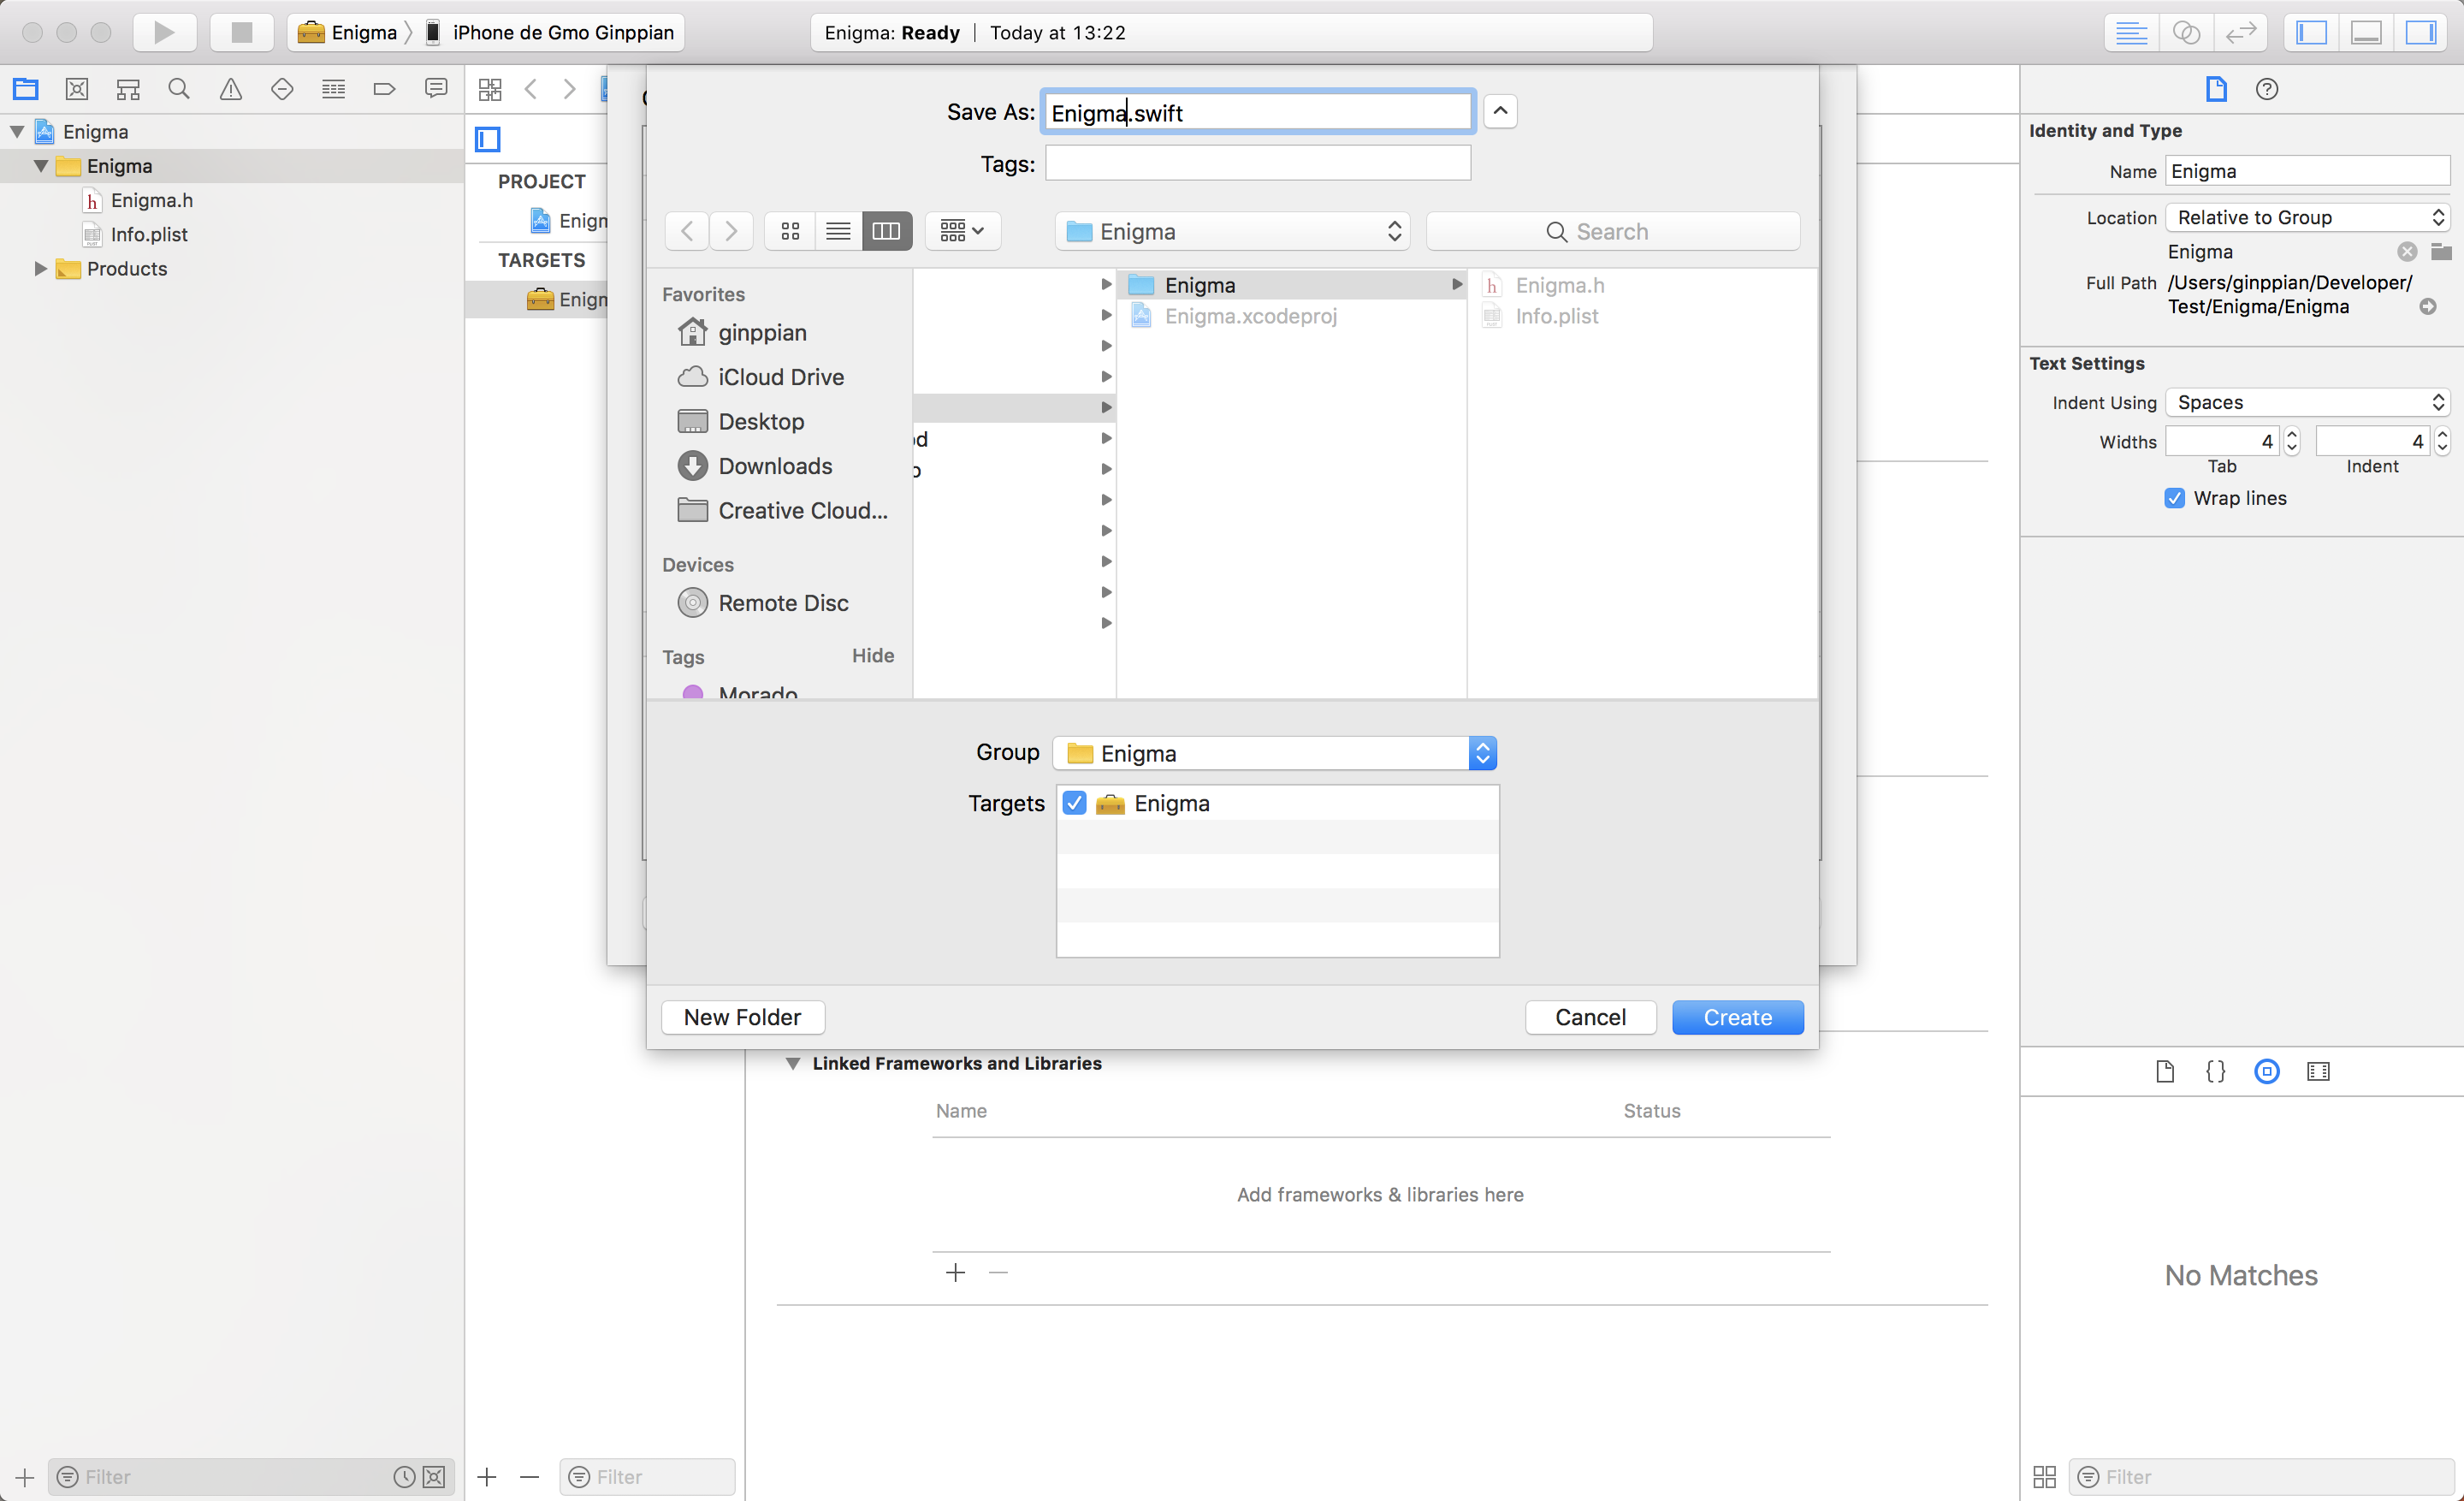 Enigma iPhone de Gmo Ginppian
Enigma: Ready | Today at 13:22
Enigma
Enigma
Enigma.h
Info.plist
Products
Filter
PROJECT
TARGETS
Filter
Save As: Enigma.swift
Tags:
Enigma
Search
Favorites
ginppian
iCloud Drive
Desktop
Downloads
Creative Cloud...
Devices
Remote Disc
Tags Hide
Morado
Enigma
Enigma.xcodeproj
Enigma.h
Info.plist
Group Enigma
Targets Enigma
New Folder Cancel Create
Linked Frameworks and Libraries
Name Status
Add frameworks & libraries here
Identity and Type
Name Enigma
Location Relative to Group
Enigma
Full Path /Users/ginppian/Developer/
Test/Enigma/Enigma
Text Settings
Indent Using Spaces
Widths 4 4
Tab Indent
Wrap lines
No Matches
Filter